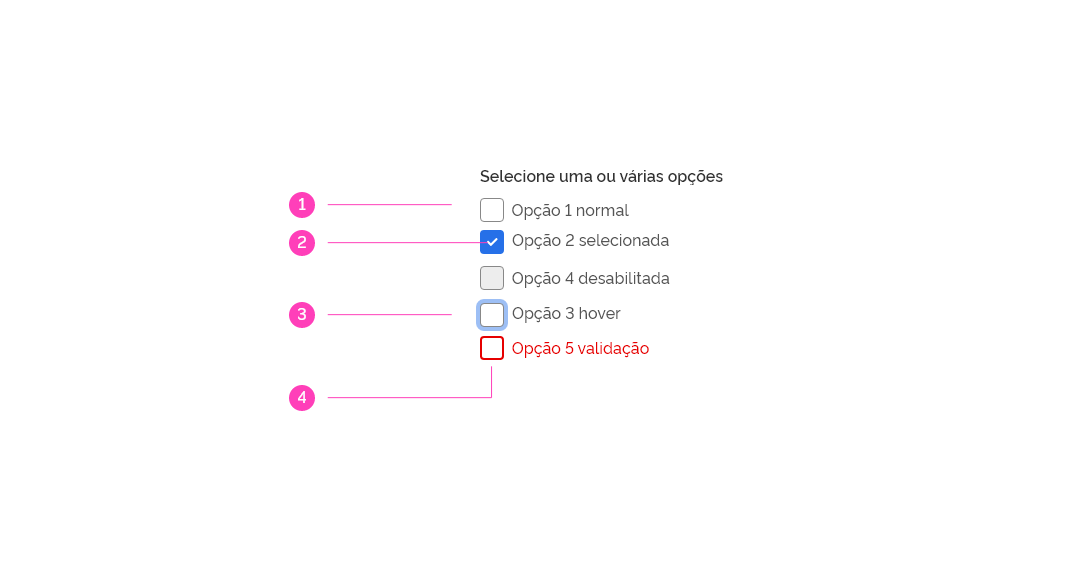 Selecione uma ou várias opções
1
Opção 1 normal
2
Opção 2 selecionada
Opção 4 desabilitada
3
Opção 3 hover
Opção 5 validação
4